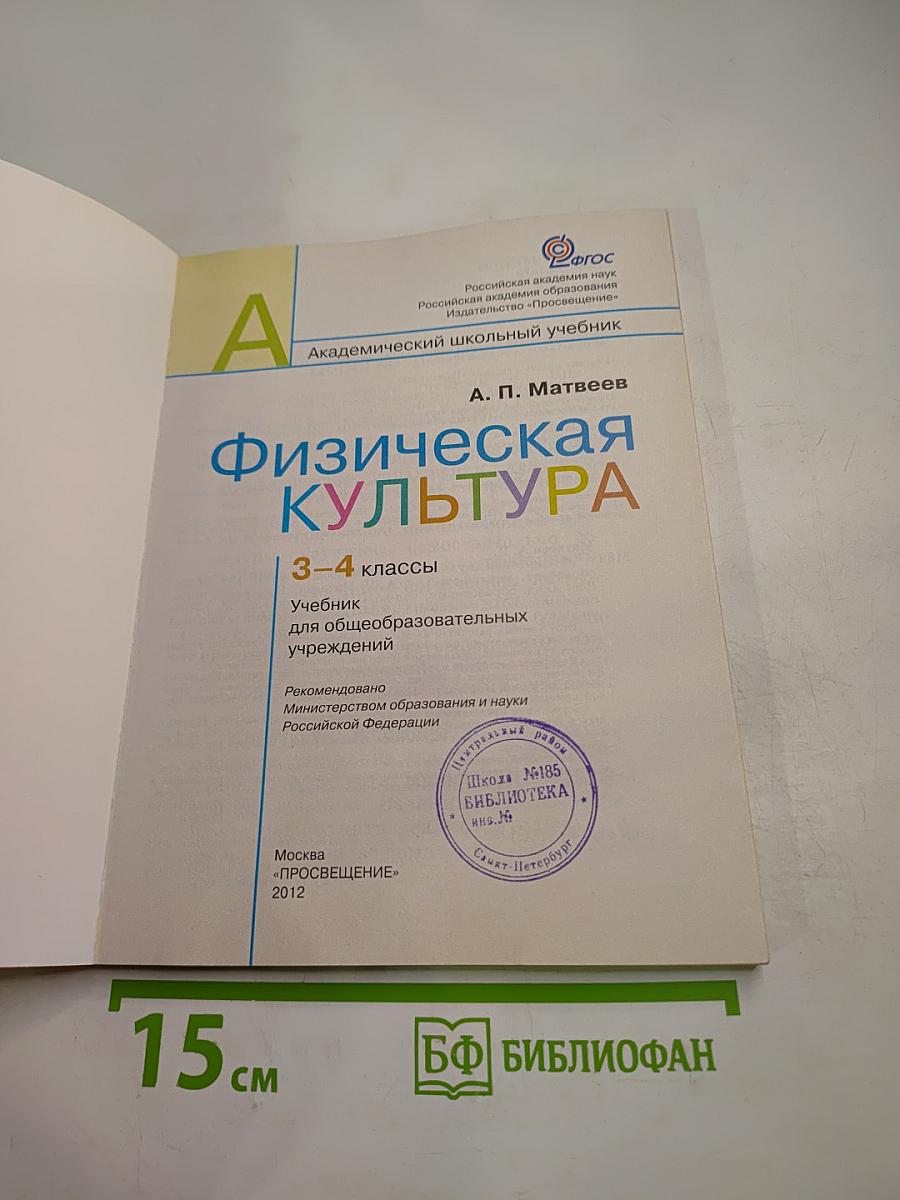 ФГОС
Российская академия наук
Российская академия образования
Издательство «Просвещение»
А
Академический школьный учебник
А. П. Матвеев
Физическая
КУЛЬТУРА
3–4 классы
Учебник
для общеобразовательных
учреждений
Рекомендовано
Министерством образования и науки
Российской Федерации
Центральный район
Школа №185
БИБЛИОТЕКА
инв.№
Санкт-Петербург
Москва
«ПРОСВЕЩЕНИЕ»
2012
15 см
БФ БИБЛИОФАН